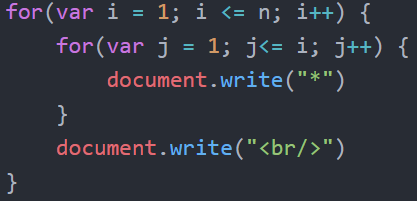 for(var i = 1; i <= n; i++) {
    for(var j = 1; j<= i; j++) {
        document.write("*")
    }
    document.write("<br/>")
}